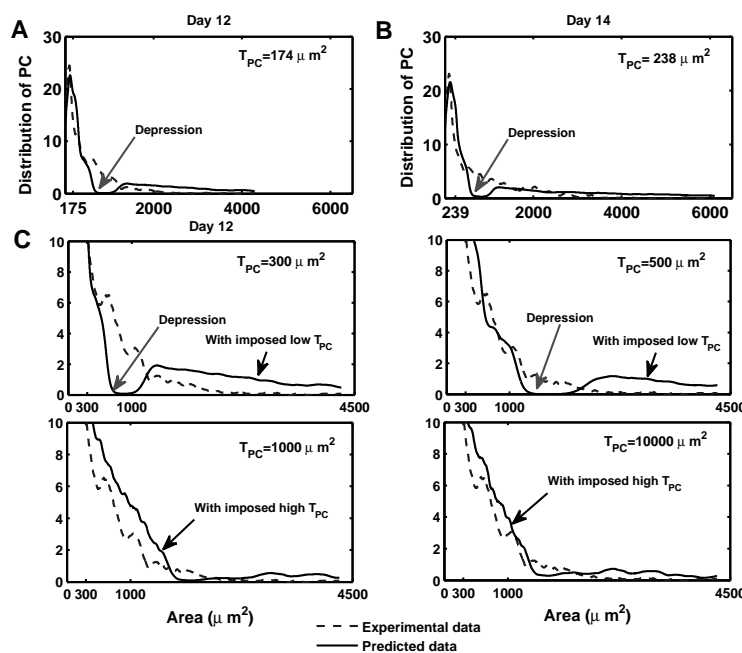 A
Day 12
T_PC=174 μ m²
Depression
Distribution of PC
30
20
10
0
175 2000 4000 6000
B
Day 14
T_PC= 238 μ m²
Depression
Distribution of PC
30
20
10
0
239 2000 4000 6000
C
Day 12
T_PC=300 μ m²
Depression
With imposed low T_PC
10
8
6
4
2
0
0 300 1000 4500
T_PC=500 μ m²
Depression
With imposed low T_PC
10
8
6
4
2
0
0 300 1000 4500
T_PC=1000 μ m²
With imposed high T_PC
10
8
6
4
2
0
0 300 1000 4500
Area (μ m²)
T_PC=10000 μ m²
With imposed high T_PC
10
8
6
4
2
0
0 300 1000 4500
Area (μ m²)
Experimental data
Predicted data